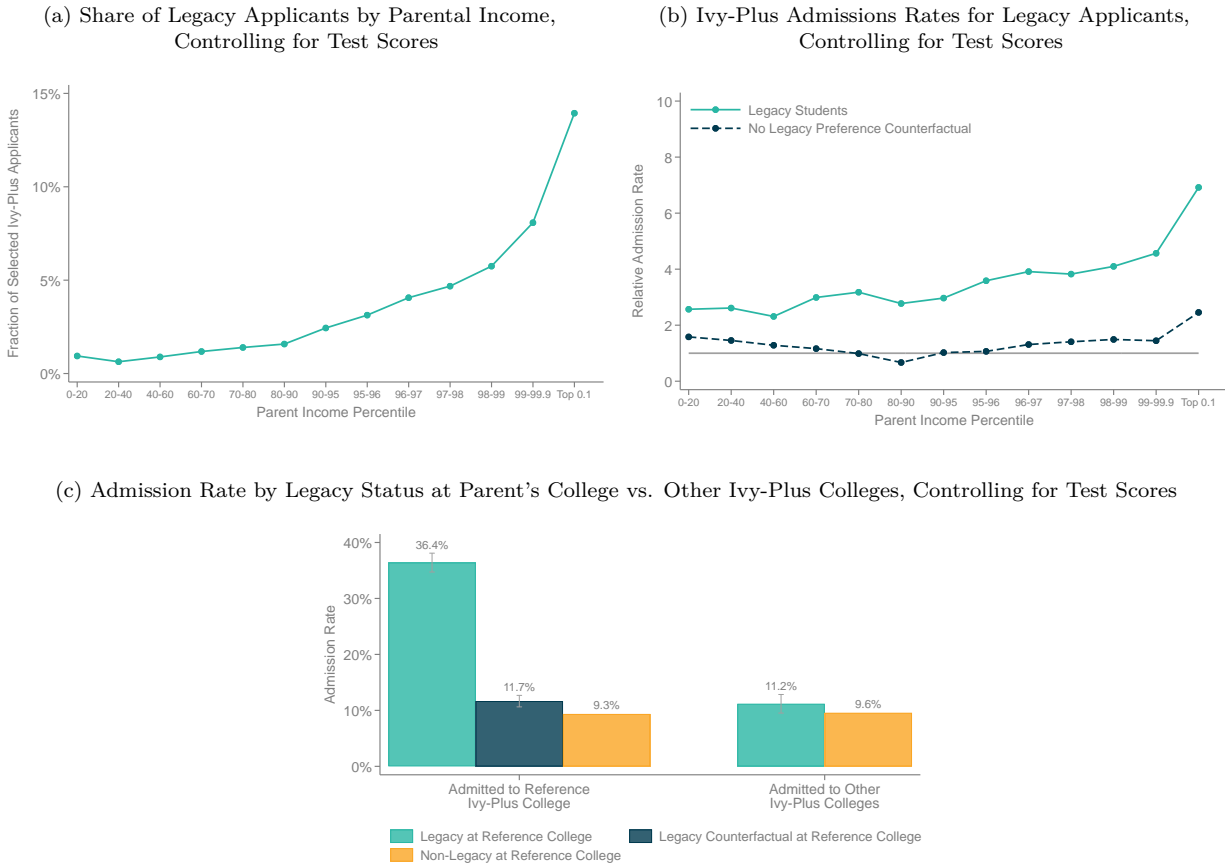 (a) Share of Legacy Applicants by Parental Income,
Controlling for Test Scores
15%
10%
5%
0%
Fraction of Selected Ivy-Plus Applicants
0-20 20-40 40-60 60-70 70-80 80-90 90-95 95-96 96-97 97-98 98-99 99-99.9 Top 0.1
Parent Income Percentile
(b) Ivy-Plus Admissions Rates for Legacy Applicants,
Controlling for Test Scores
Legacy Students
No Legacy Preference Counterfactual
10
8
6
4
2
0
Relative Admission Rate
0-20 20-40 40-60 60-70 70-80 80-90 90-95 95-96 96-97 97-98 98-99 99-99.9 Top 0.1
Parent Income Percentile
(c) Admission Rate by Legacy Status at Parent's College vs. Other Ivy-Plus Colleges, Controlling for Test Scores
40%
30%
20%
10%
0%
Admission Rate
36.4%
11.7%
9.3%
11.2%
9.6%
Admitted to Reference
Ivy-Plus College
Admitted to Other
Ivy-Plus Colleges
Legacy at Reference College
Legacy Counterfactual at Reference College
Non-Legacy at Reference College